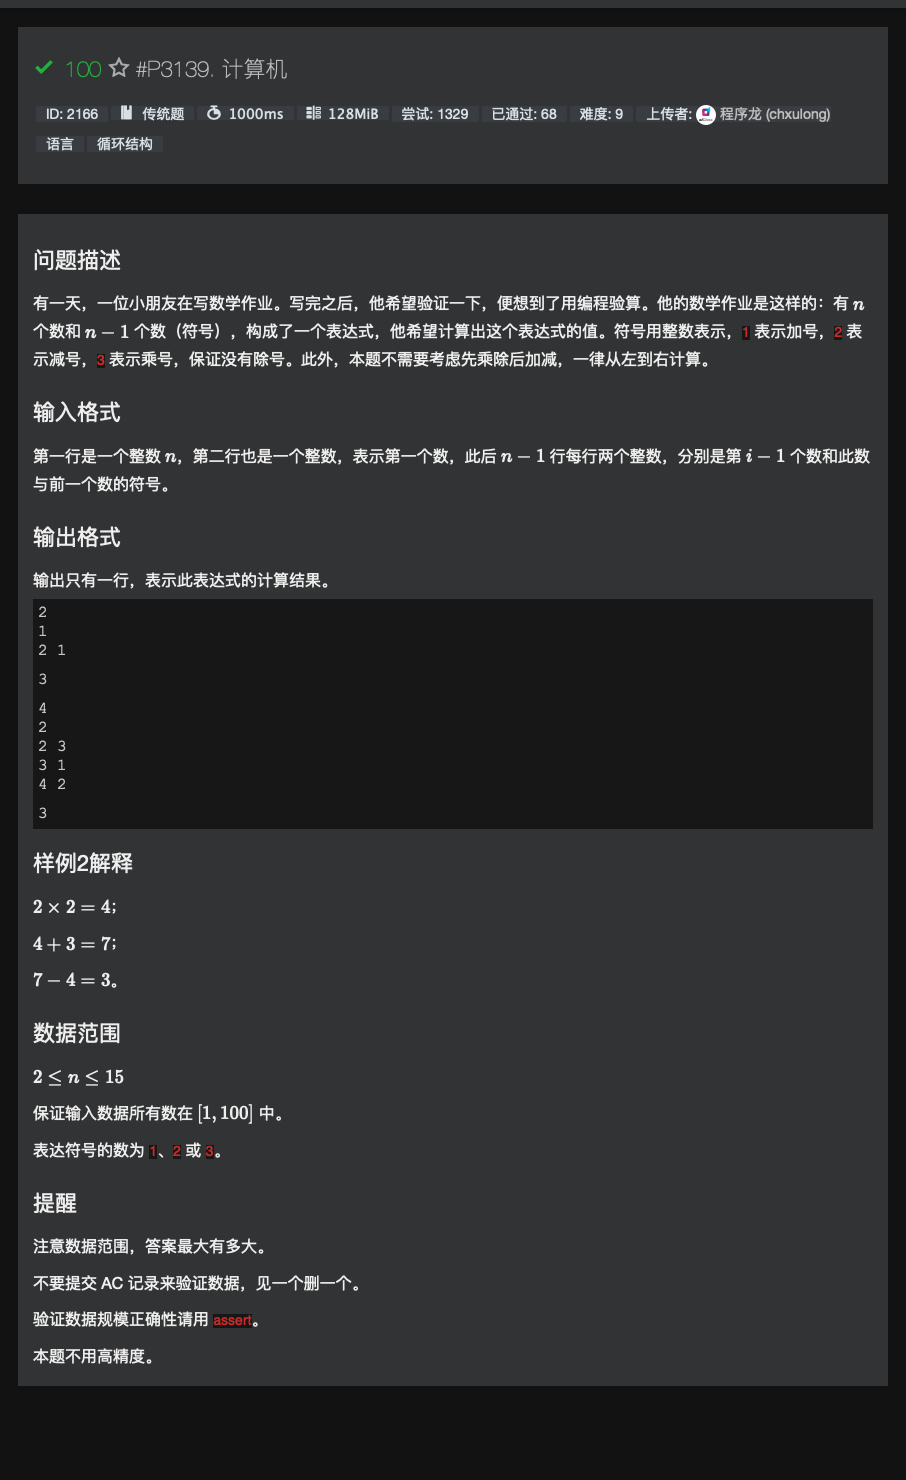 100 #P3139. 计算机
ID: 2166 传统题 1000ms 128MiB 尝试: 1329 已通过: 68 难度: 9 上传者: 程序龙 (chxulong)
语言 循环结构
问题描述
有一天，一位小朋友在写数学作业。写完之后，他希望验证一下，便想到了用编程验算。他的数学作业是这样的：有 n
个数和 n − 1 个数（符号），构成了一个表达式，他希望计算出这个表达式的值。符号用整数表示，1 表示加号，2 表
示减号，3 表示乘号，保证没有除号。此外，本题不需要考虑先乘除后加减，一律从左到右计算。
输入格式
第一行是一个整数 n，第二行也是一个整数，表示第一个数，此后 n − 1 行每行两个整数，分别是第 i − 1 个数和此数
与前一个数的符号。
输出格式
输出只有一行，表示此表达式的计算结果。
2
1
2 1
3
4
2
2 3
3 1
4 2
3
样例2解释
2 × 2 = 4；
4 + 3 = 7；
7 − 4 = 3。
数据范围
2 ≤ n ≤ 15
保证输入数据所有数在 [1, 100] 中。
表达符号的数为 1、2 或 3。
提醒
注意数据范围，答案最大有多大。
不要提交 AC 记录来验证数据，见一个删一个。
验证数据规模正确性请用 assert。
本题不用高精度。